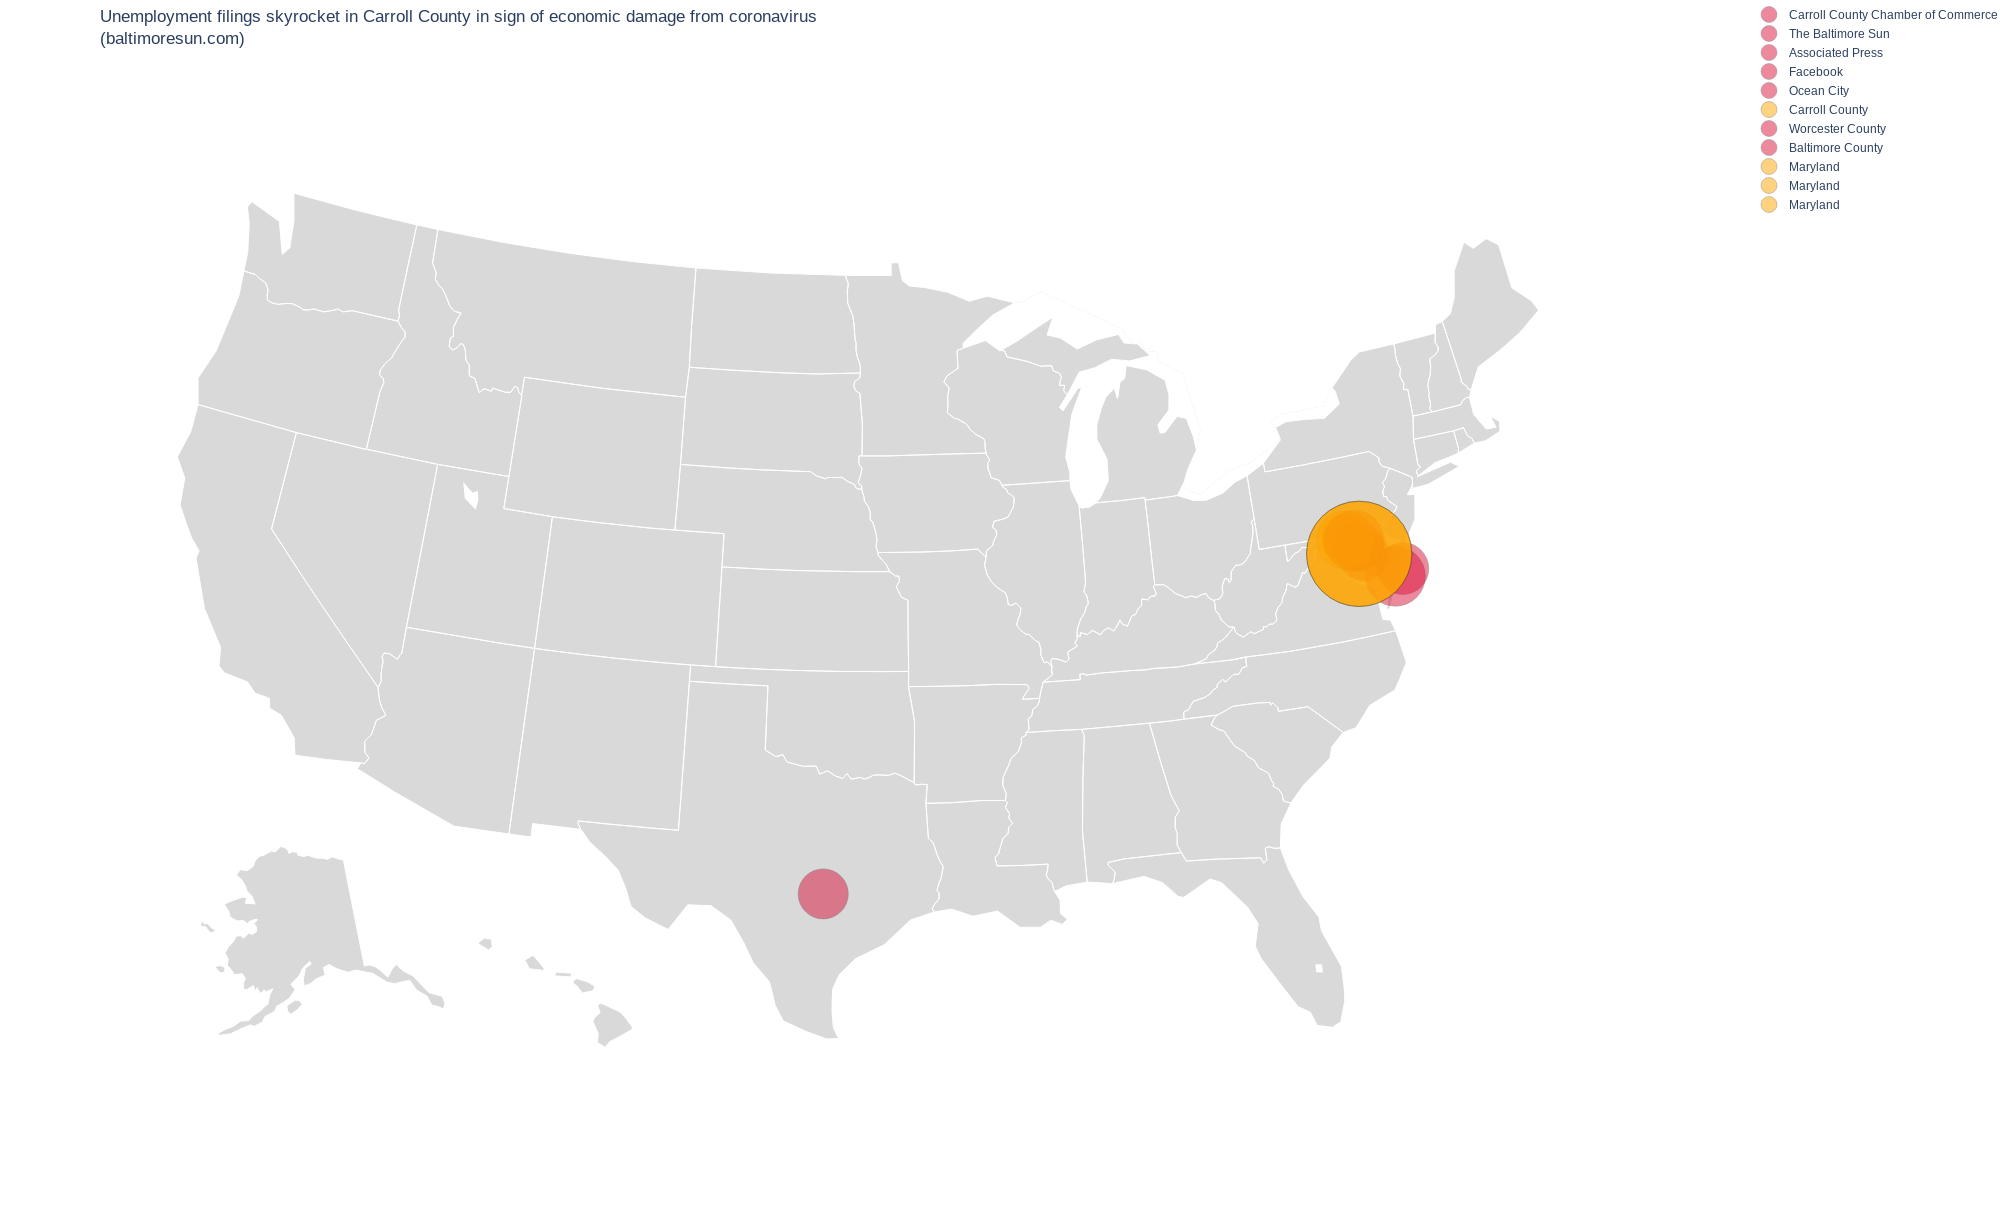 Unemployment filings skyrocket in Carroll County in sign of economic damage from coronavirus
(baltimoresun.com)
Carroll County Chamber of Commerce
The Baltimore Sun
Associated Press
Facebook
Ocean City
Carroll County
Worcester County
Baltimore County
Maryland
Maryland
Maryland